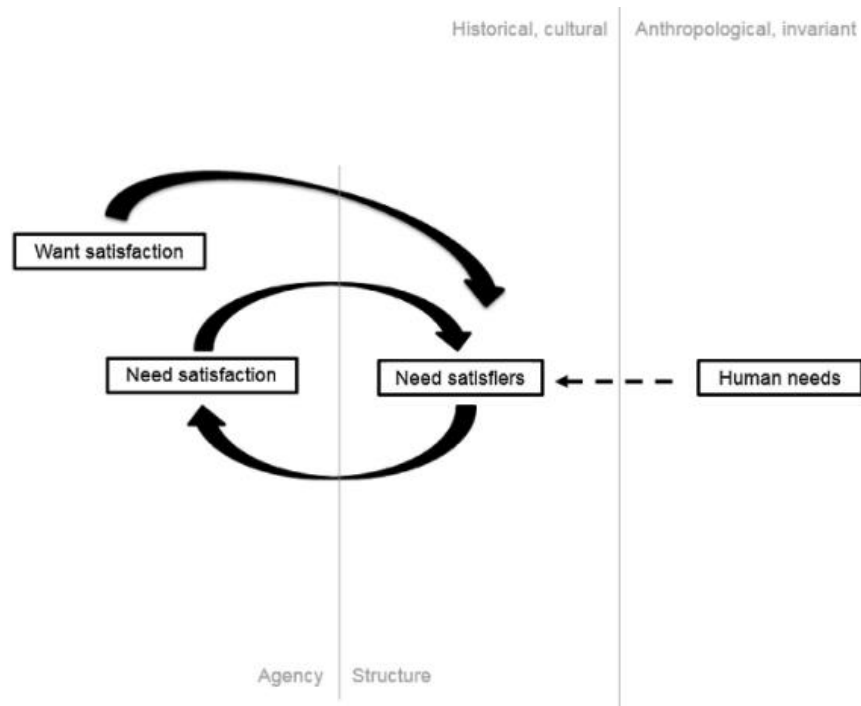 Historical, cultural
Anthropological, invariant
Want satisfaction
Need satisfaction
Need satisfiers
Human needs
Agency
Structure